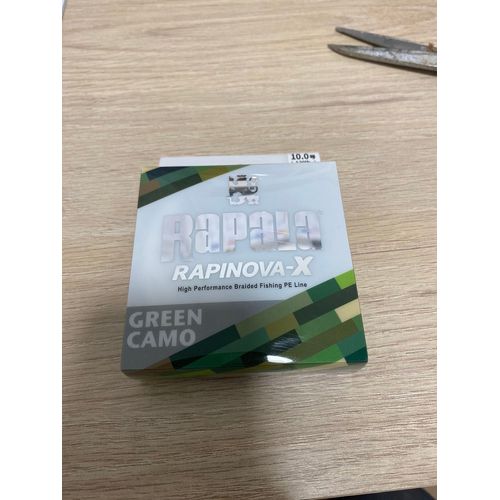 10.0号
RAPALA
RAPINOVA-X
High Performance Braided Fishing PE Line
GREEN
CAMO